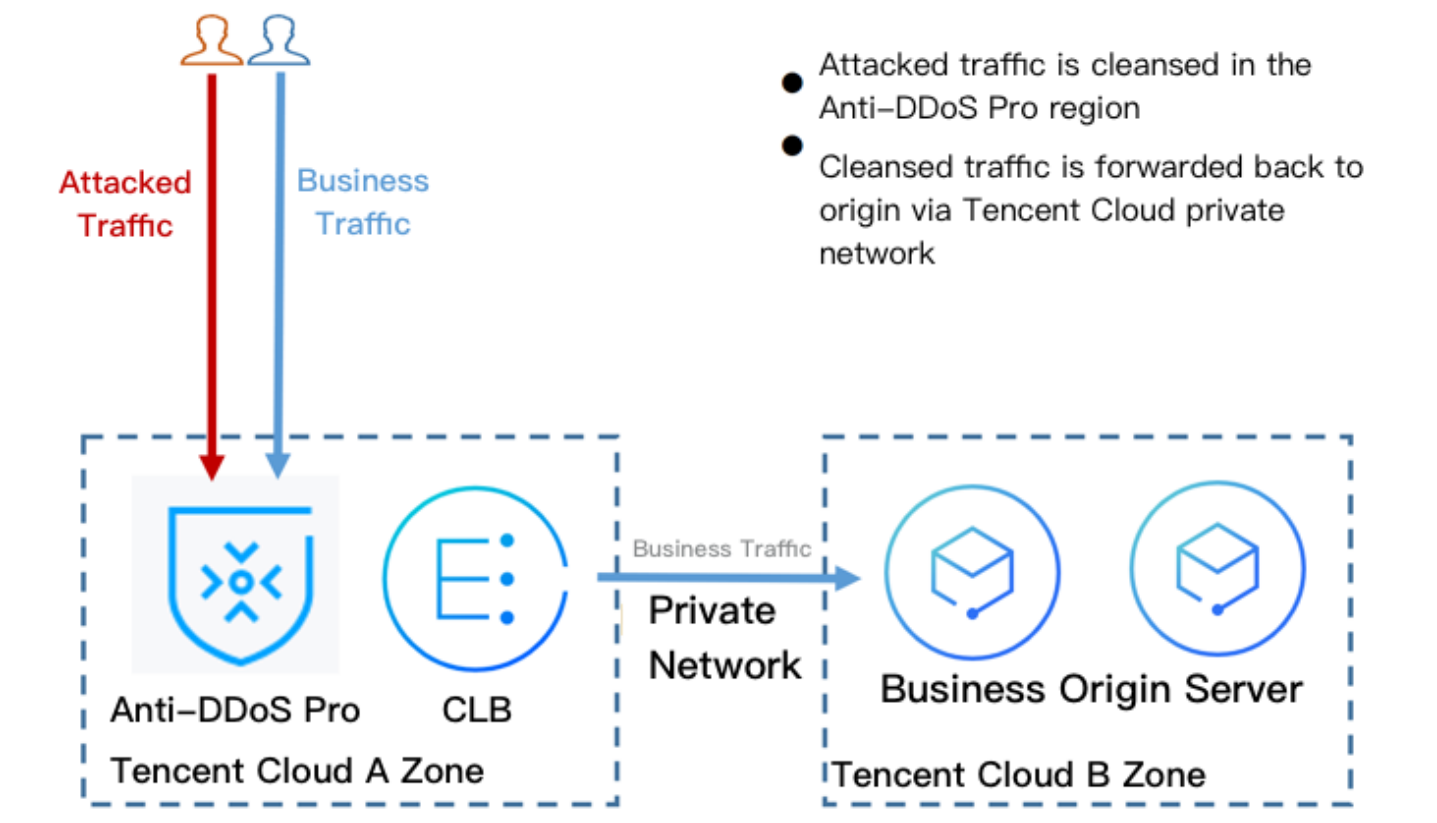 Attacked traffic is cleansed in the
Anti-DDoS Pro region
Cleansed traffic is forwarded back to
origin via Tencent Cloud private
network
Attacked
Traffic
Business
Traffic
Business Traffic
Private
Network
Anti-DDoS Pro
CLB
Tencent Cloud A Zone
Business Origin Server
Tencent Cloud B Zone